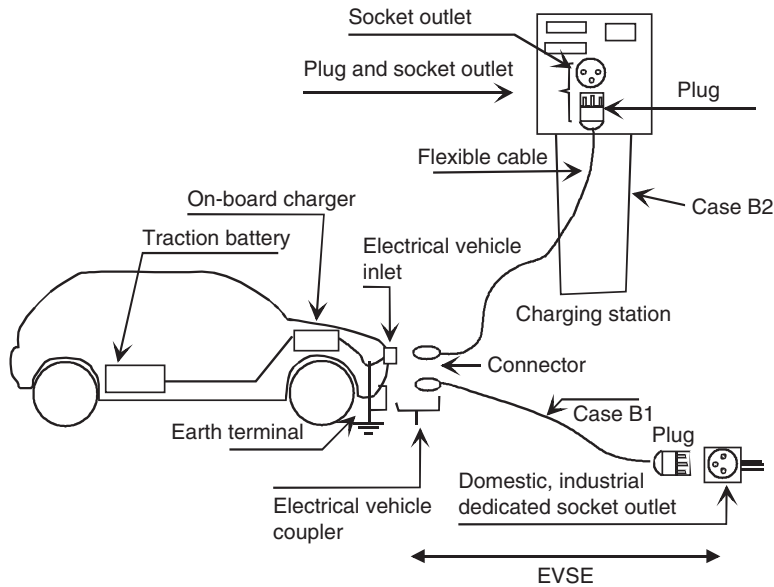 Socket outlet
Plug and socket outlet
Plug
Flexible cable
On-board charger
Case B2
Traction battery
Electrical vehicle
inlet
Charging station
Connector
Case B1
Earth terminal
Plug
Electrical vehicle
coupler
Domestic, industrial
dedicated socket outlet
EVSE